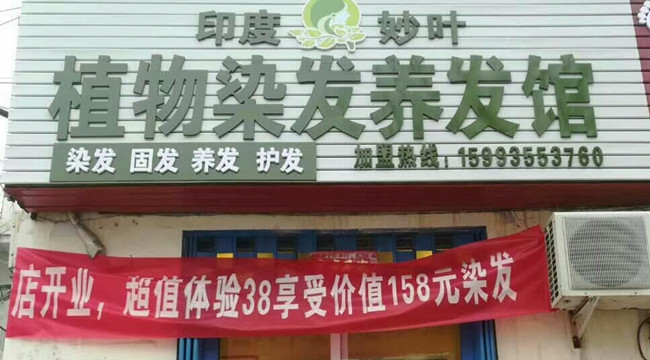 印度 妙叶
植物染发养发馆
染发 固发 养发 护发
加盟热线：15993553760
店开业，超值体验38享受价值158元染发